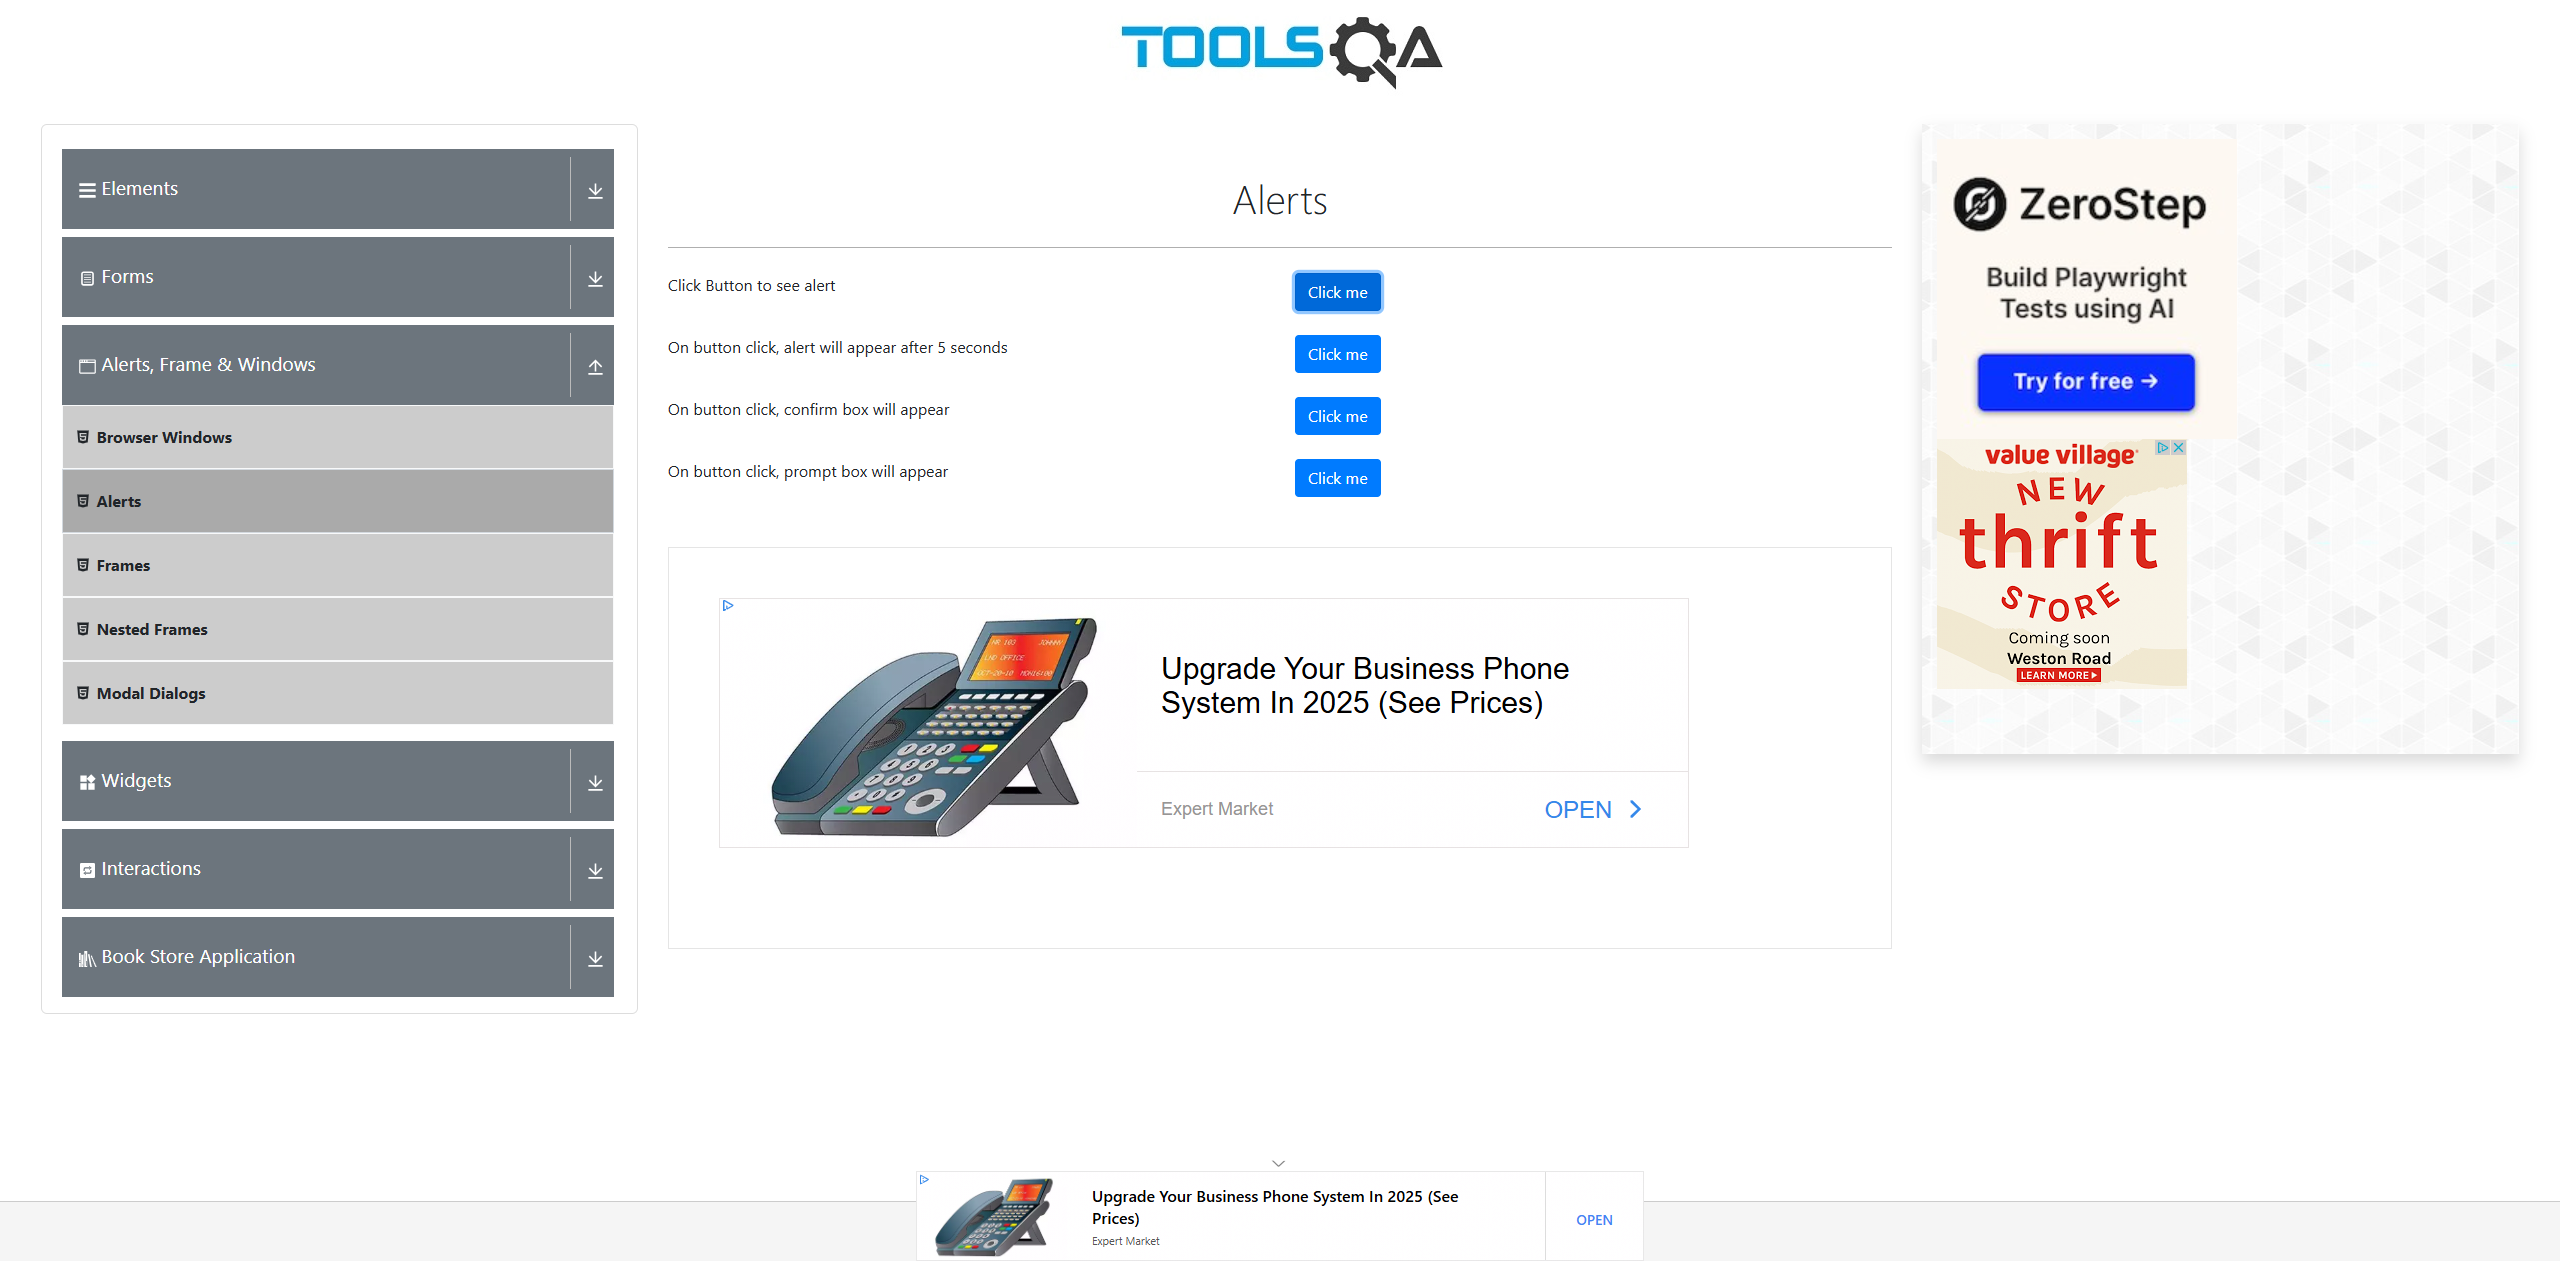 TOOLSQA
Elements
Forms
Alerts, Frame & Windows
Browser Windows
Alerts
Frames
Nested Frames
Modal Dialogs
Widgets
Interactions
Book Store Application
Alerts
Click Button to see alert
Click me
On button click, alert will appear after 5 seconds
Click me
On button click, confirm box will appear
Click me
On button click, prompt box will appear
Click me
Upgrade Your Business Phone
System In 2025 (See Prices)
Expert Market
OPEN
ZeroStep
Build Playwright
Tests using AI
Try for free →
value village
NEW
thrift
STORE
Coming soon
Weston Road
LEARN MORE
Upgrade Your Business Phone System In 2025 (See
Prices)
Expert Market
OPEN